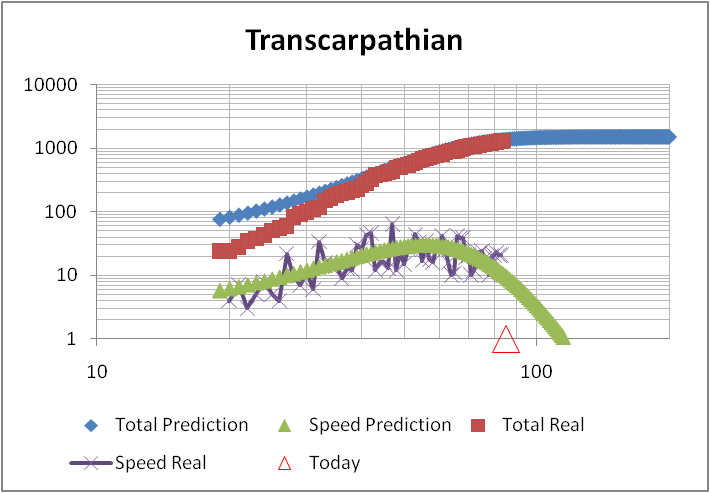 Transcarpathian
10000
1000
100
10
1
10 100
Total Prediction Speed Prediction Total Real
Speed Real Today